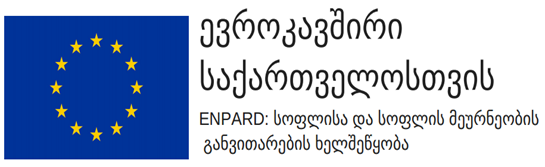 ევროკავშირი
საქართველოსთვის
ENPARD: სოფლისა და სოფლის მეურნეობის
განვითარების ხელშეწყობა